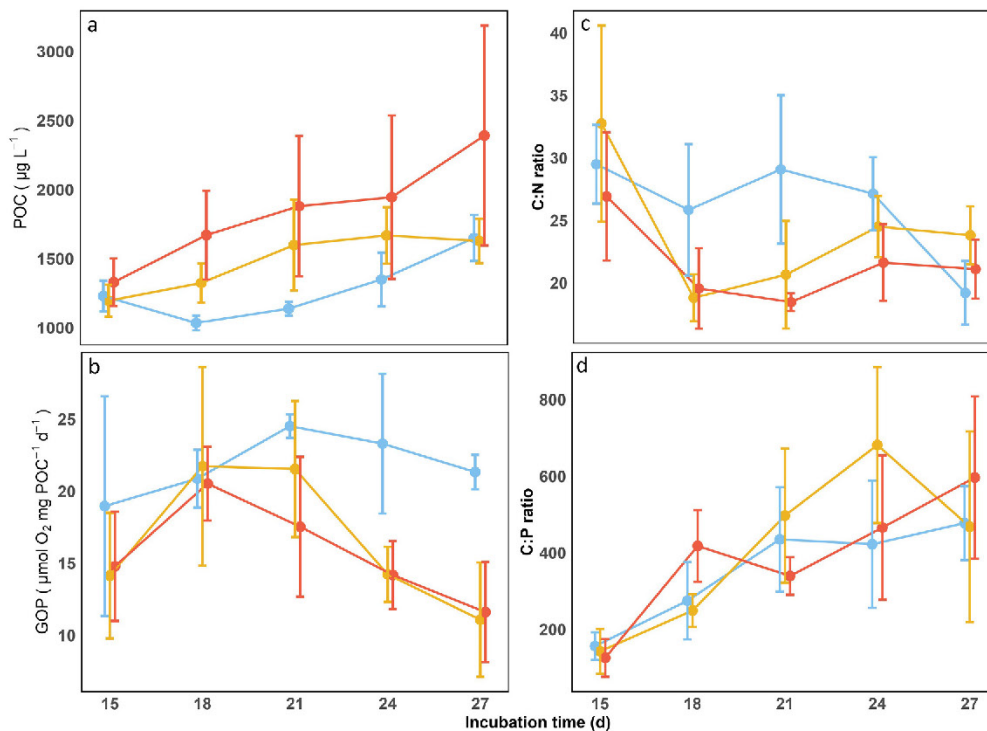 a
3000
2500
2000
1500
1000
POC ( µg L⁻¹ )
c
40
35
30
25
20
C:N ratio
b
25
20
15
10
GOP ( µmol O₂ mg POC⁻¹ d⁻¹ )
d
800
600
400
200
C:P ratio
15 18 21 24 27
15 18 21 24 27
Incubation time (d)